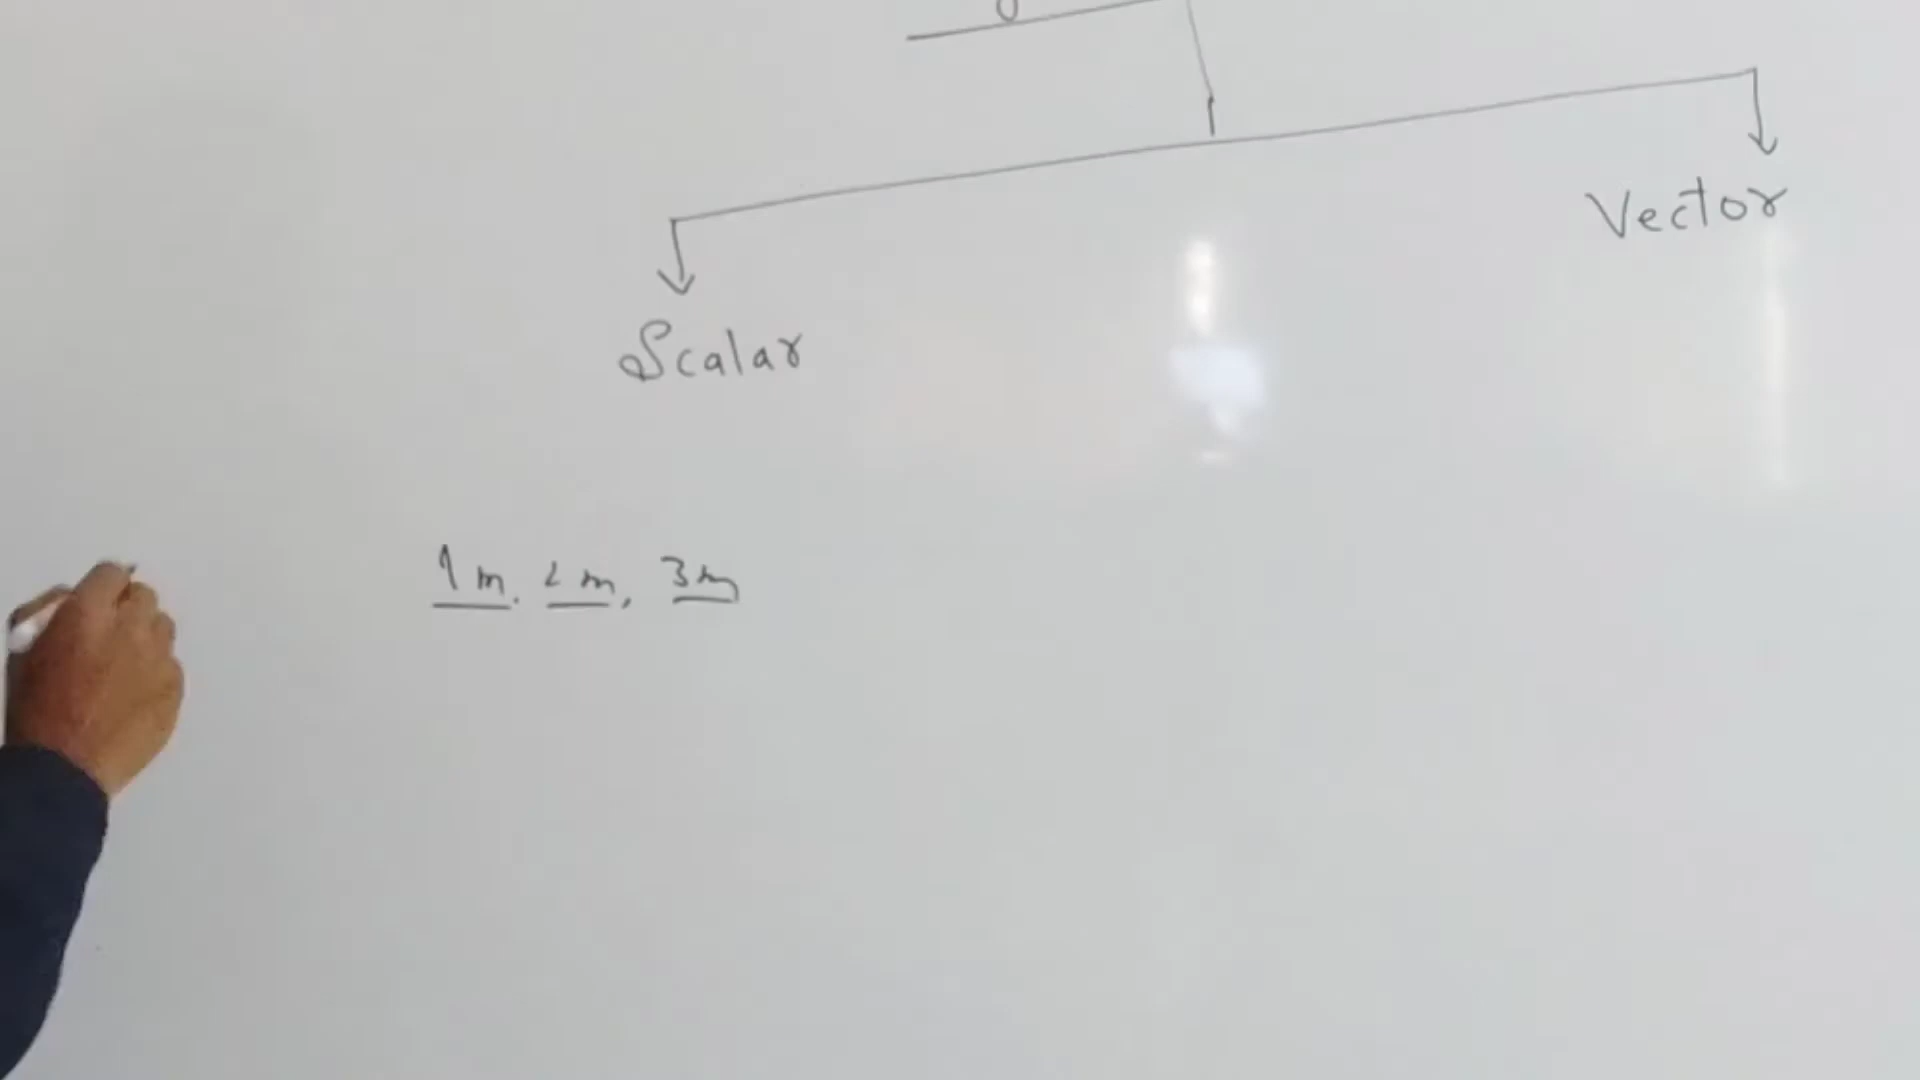 Vector
Scalar
1m. 2m, 3m